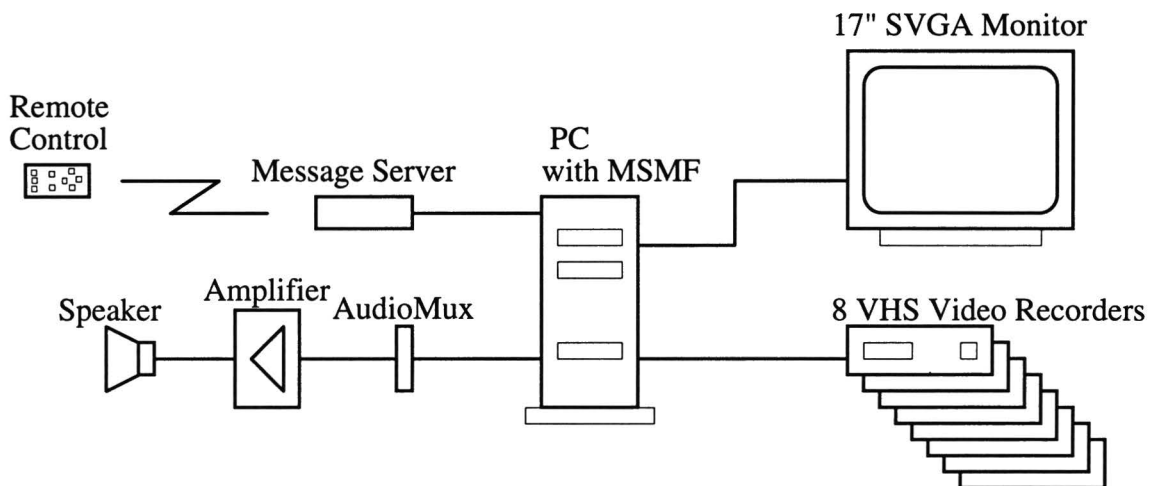 17" SVGA Monitor
Remote
Control
PC
with MSMF
Message Server
Speaker
Amplifier
AudioMux
8 VHS Video Recorders